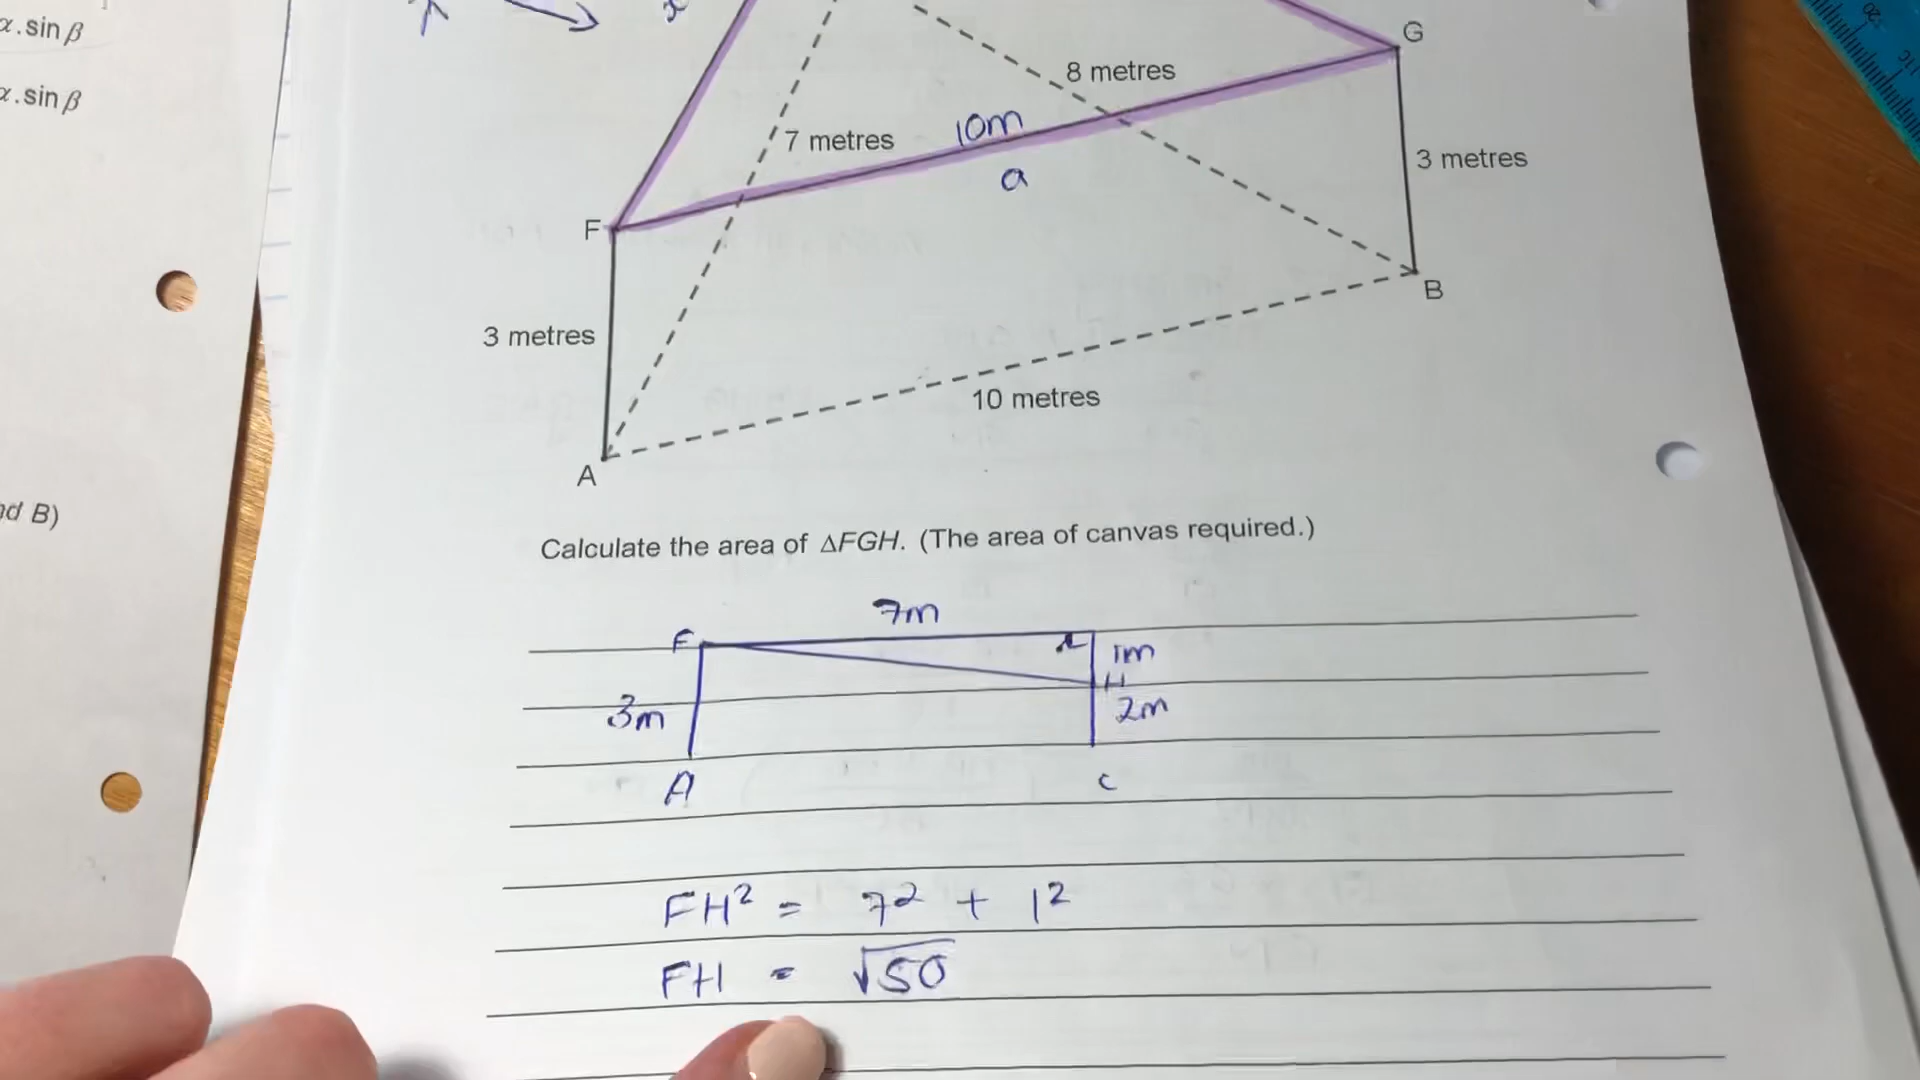 α.sin β
α.sin β
nd B)
G
8 metres
10m
7 metres
a
3 metres
F
B
3 metres
10 metres
A
Calculate the area of ΔFGH. (The area of canvas required.)
7m
F
1m
H
3m
2m
A
c
FH² = 7² + 1²
FH = √50